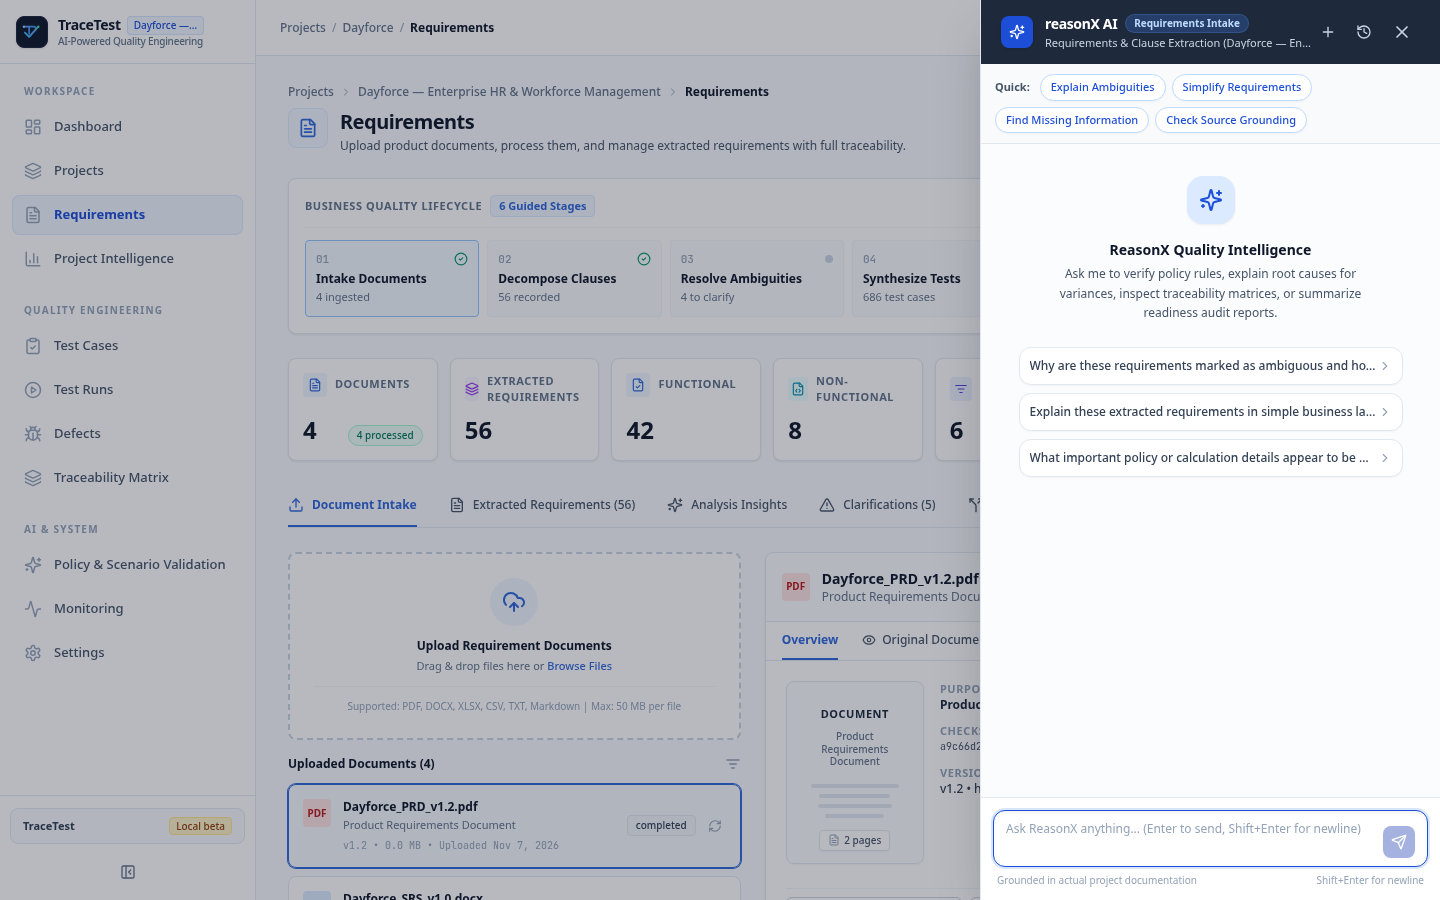 TraceTest
Dayforce —...
AI-Powered Quality Engineering
WORKSPACE
Dashboard
Projects
Requirements
Project Intelligence
QUALITY ENGINEERING
Test Cases
Test Runs
Defects
Traceability Matrix
AI & SYSTEM
Policy & Scenario Validation
Monitoring
Settings
TraceTest
Local beta
Projects / Dayforce / Requirements
Projects > Dayforce — Enterprise HR & Workforce Management > Requirements
Requirements
Upload product documents, process them, and manage extracted requirements with full traceability.
BUSINESS QUALITY LIFECYCLE
6 Guided Stages
01
Intake Documents
4 ingested
02
Decompose Clauses
56 recorded
03
Resolve Ambiguities
4 to clarify
04
Synthesize Tests
686 test cases
DOCUMENTS
4
4 processed
EXTRACTED
REQUIREMENTS
56
FUNCTIONAL
42
NON-
FUNCTIONAL
8
6
Document Intake
Extracted Requirements (56)
Analysis Insights
Clarifications (5)
Upload Requirement Documents
Drag & drop files here or Browse Files
Supported: PDF, DOCX, XLSX, CSV, TXT, Markdown | Max: 50 MB per file
Uploaded Documents (4)
PDF
Dayforce_PRD_v1.2.pdf
Product Requirements Document
v1.2 • 0.0 MB • Uploaded Nov 7, 2026
completed
Dayforce_SRS_v1.0.docx
PDF
Dayforce_PRD_v1.2.pdf
Product Requirements Docu
Overview
Original Docume
DOCUMENT
Product
Requirements
Document
2 pages
PURPO
Produc
CHECK
a9c66d2
VERSIO
v1.2 • h
reasonX AI
Requirements Intake
Requirements & Clause Extraction (Dayforce — En...
Quick:
Explain Ambiguities
Simplify Requirements
Find Missing Information
Check Source Grounding
ReasonX Quality Intelligence
Ask me to verify policy rules, explain root causes for
variances, inspect traceability matrices, or summarize
readiness audit reports.
Why are these requirements marked as ambiguous and ho...
Explain these extracted requirements in simple business la...
What important policy or calculation details appear to be ...
Ask ReasonX anything... (Enter to send, Shift+Enter for newline)
Grounded in actual project documentation
Shift+Enter for newline